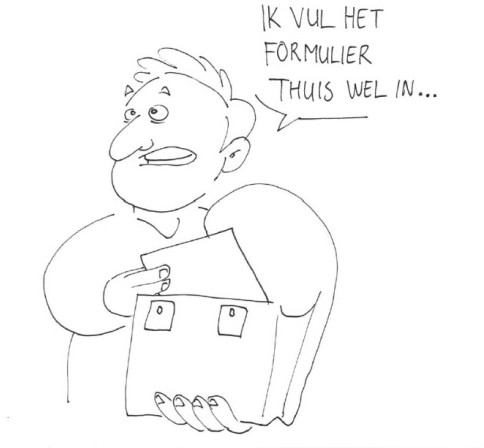 IK VUL HET
FORMULIER
THUIS WEL IN...